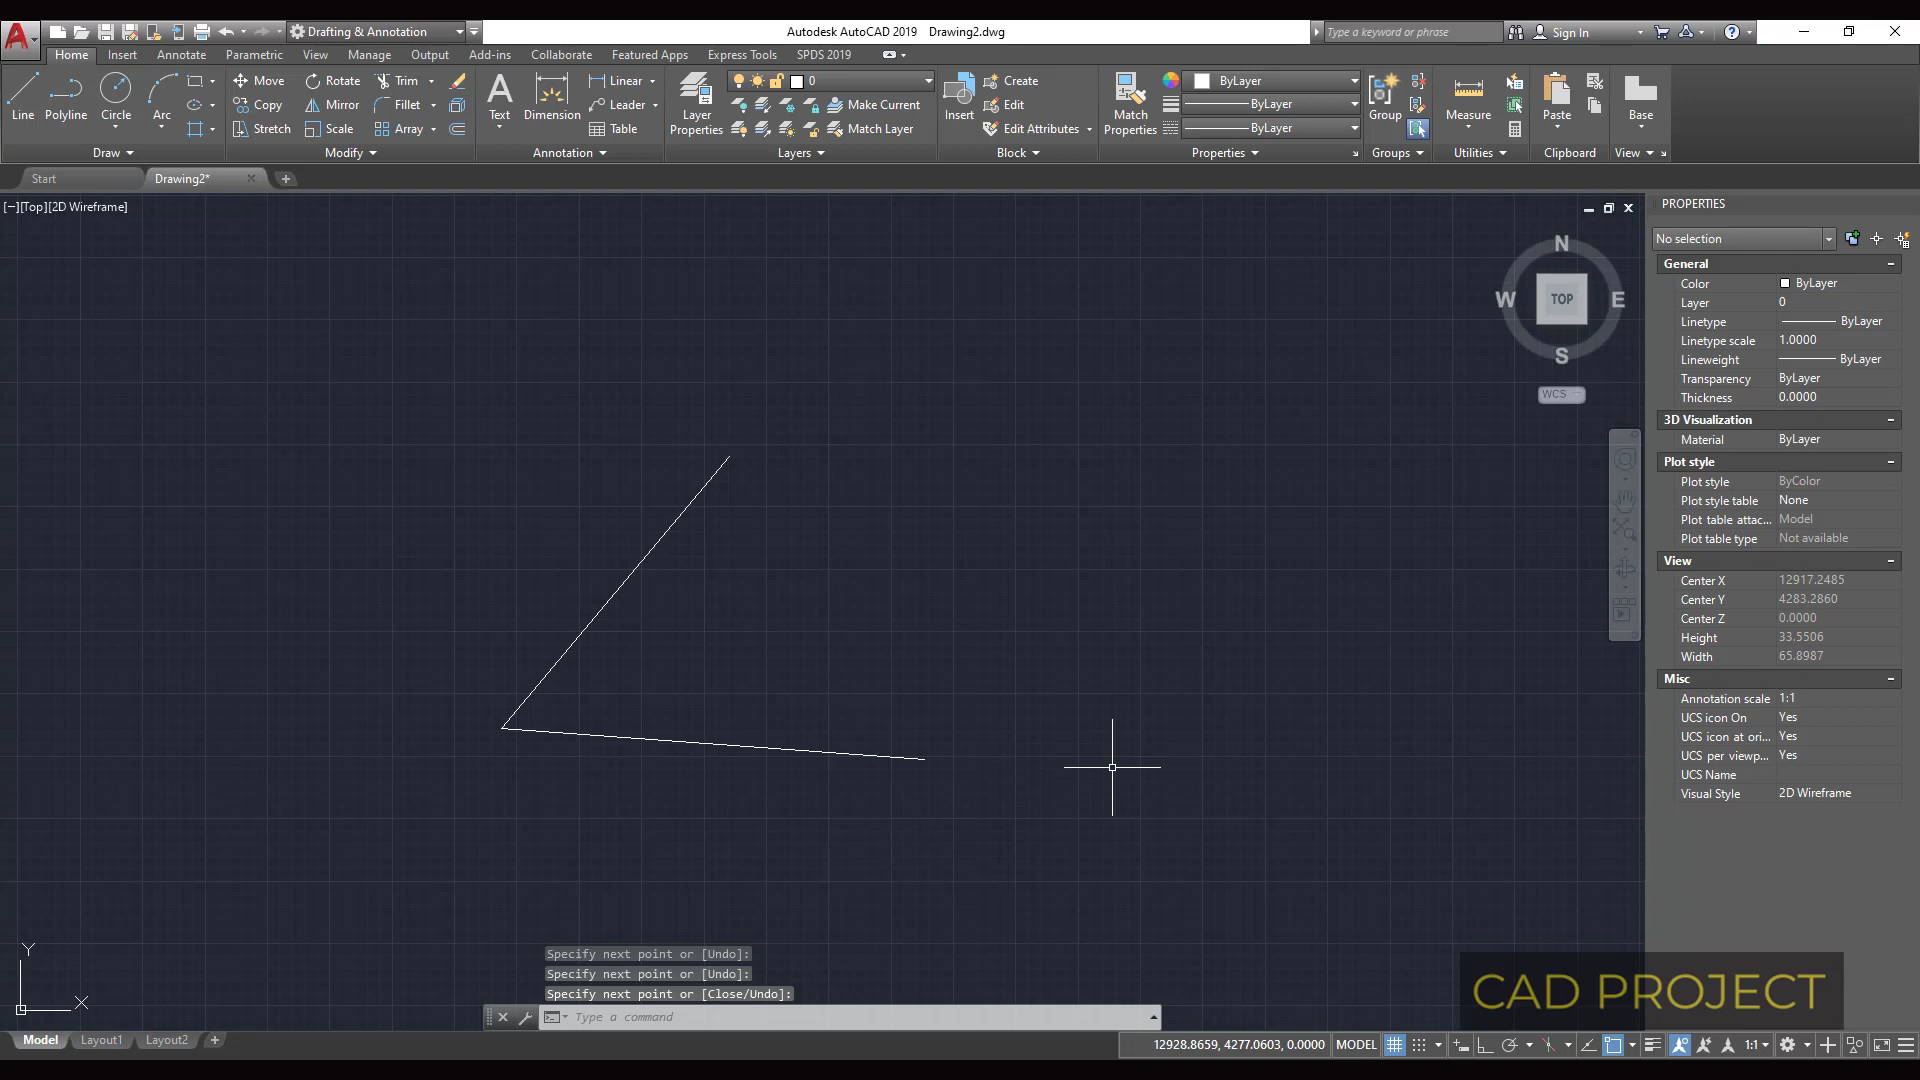 Drafting & Annotation
Autodesk AutoCAD 2019 Drawing2.dwg
Type a keyword or phrase
Sign In
Home Insert Annotate Parametric View Manage Output Add-ins Collaborate Featured Apps Express Tools SPDS 2019
Line Polyline Circle Arc
Move Rotate Trim
Copy Mirror Fillet
Stretch Scale Array
Text Dimension
Linear
Leader
Table
Layer
Properties
0
Make Current
Match Layer
Insert
Create
Edit
Edit Attributes
Match
Properties
ByLayer
ByLayer
ByLayer
Group
Measure
Paste
Base
Draw Modify Annotation Layers Block Properties Groups Utilities Clipboard View
Start Drawing2*
[−][Top][2D Wireframe]
N
W TOP E
S
WCS
PROPERTIES
No selection
General
Color ByLayer
Layer 0
Linetype ByLayer
Linetype scale 1.0000
Lineweight ByLayer
Transparency ByLayer
Thickness 0.0000
3D Visualization
Material ByLayer
Plot style
Plot style ByColor
Plot style table None
Plot table attac... Model
Plot table type Not available
View
Center X 12917.2485
Center Y 4283.2860
Center Z 0.0000
Height 33.5506
Width 65.8987
Misc
Annotation scale 1:1
UCS icon On Yes
UCS icon at ori... Yes
UCS per viewp... Yes
UCS Name
Visual Style 2D Wireframe
Y
X
Specify next point or [Undo]:
Specify next point or [Undo]:
Specify next point or [Close/Undo]:
Type a command
CAD PROJECT
Model Layout1 Layout2
12928.8659, 4277.0603, 0.0000 MODEL 1:1